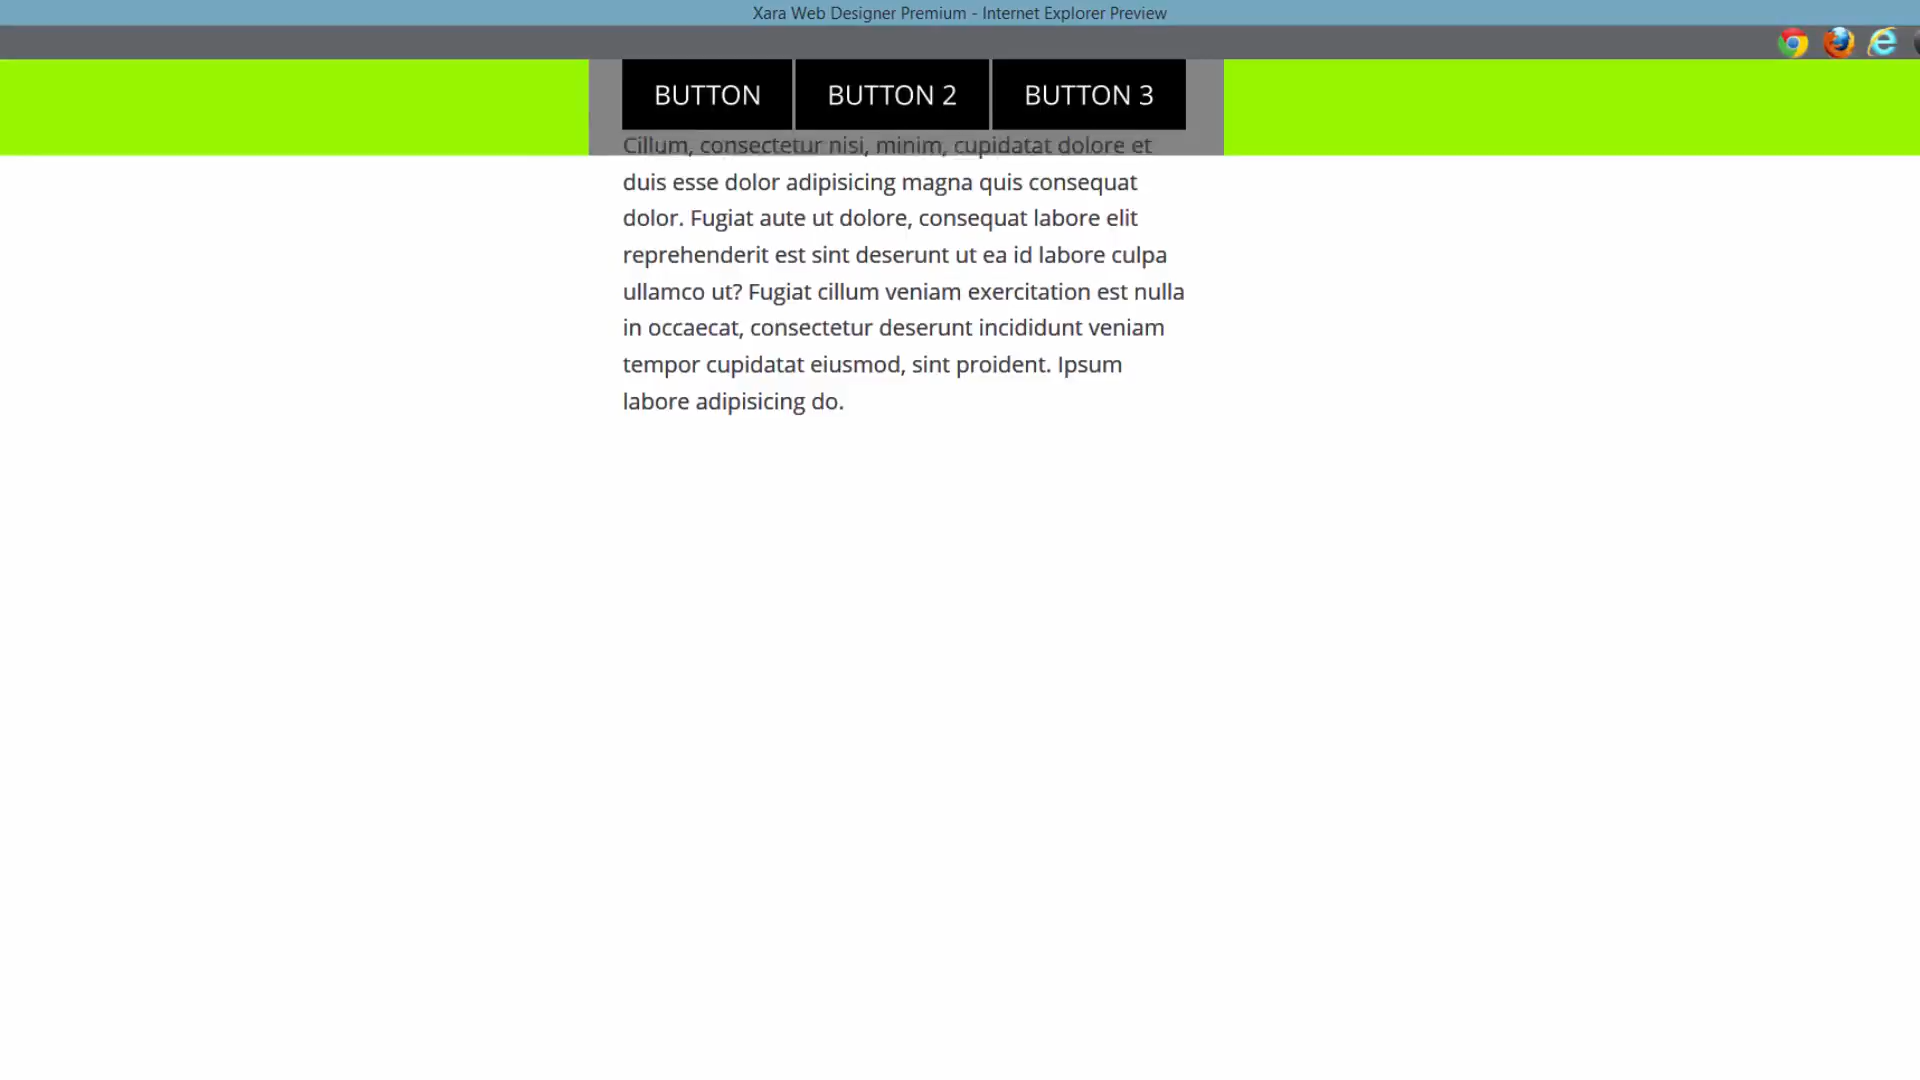 Xara Web Designer Premium - Internet Explorer Preview
BUTTON BUTTON 2 BUTTON 3
Cillum, consectetur nisi, minim, cupidatat dolore et
duis esse dolor adipisicing magna quis consequat
dolor. Fugiat aute ut dolore, consequat labore elit
reprehenderit est sint deserunt ut ea id labore culpa
ullamco ut? Fugiat cillum veniam exercitation est nulla
in occaecat, consectetur deserunt incididunt veniam
tempor cupidatat eiusmod, sint proident. Ipsum
labore adipisicing do.